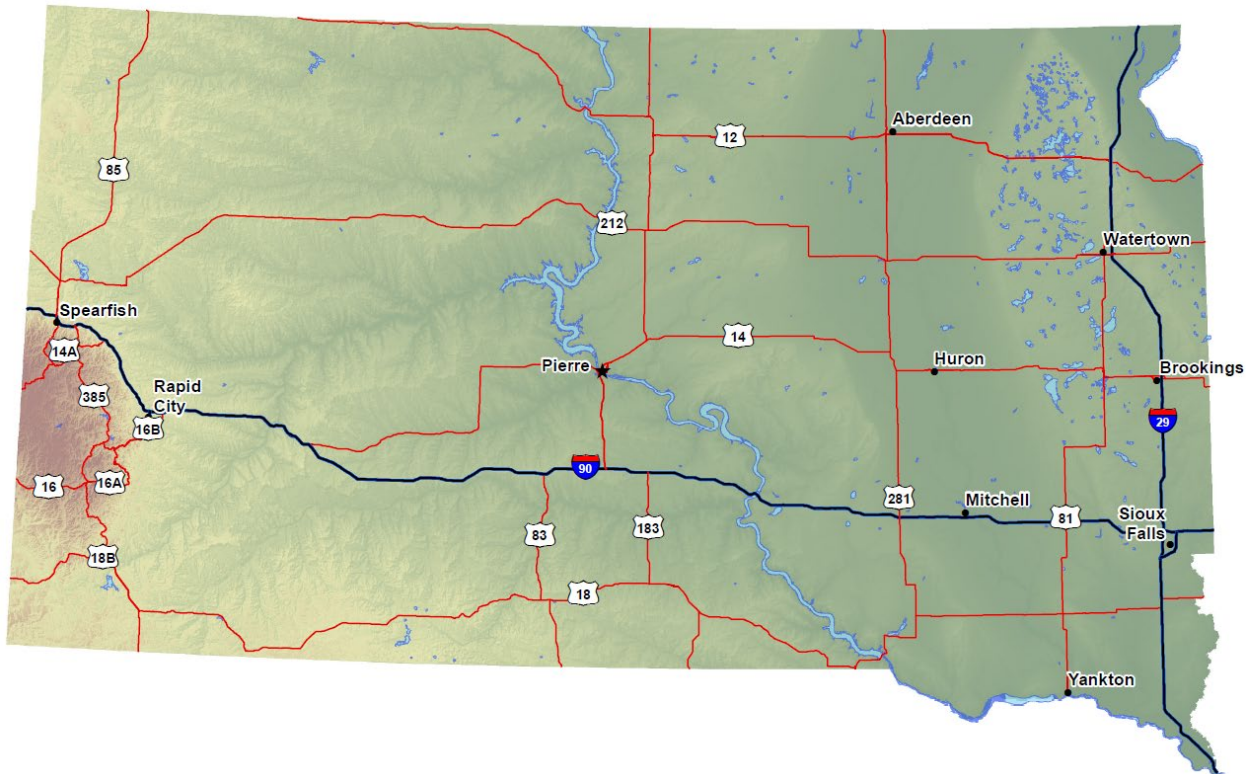 12
Aberdeen
85
212
Watertown
Spearfish
14A
14
Pierre
Huron
Brookings
385
Rapid
City
16B
29
90
16
16A
281
Mitchell
81
Sioux
Falls
83
183
18B
18
Yankton